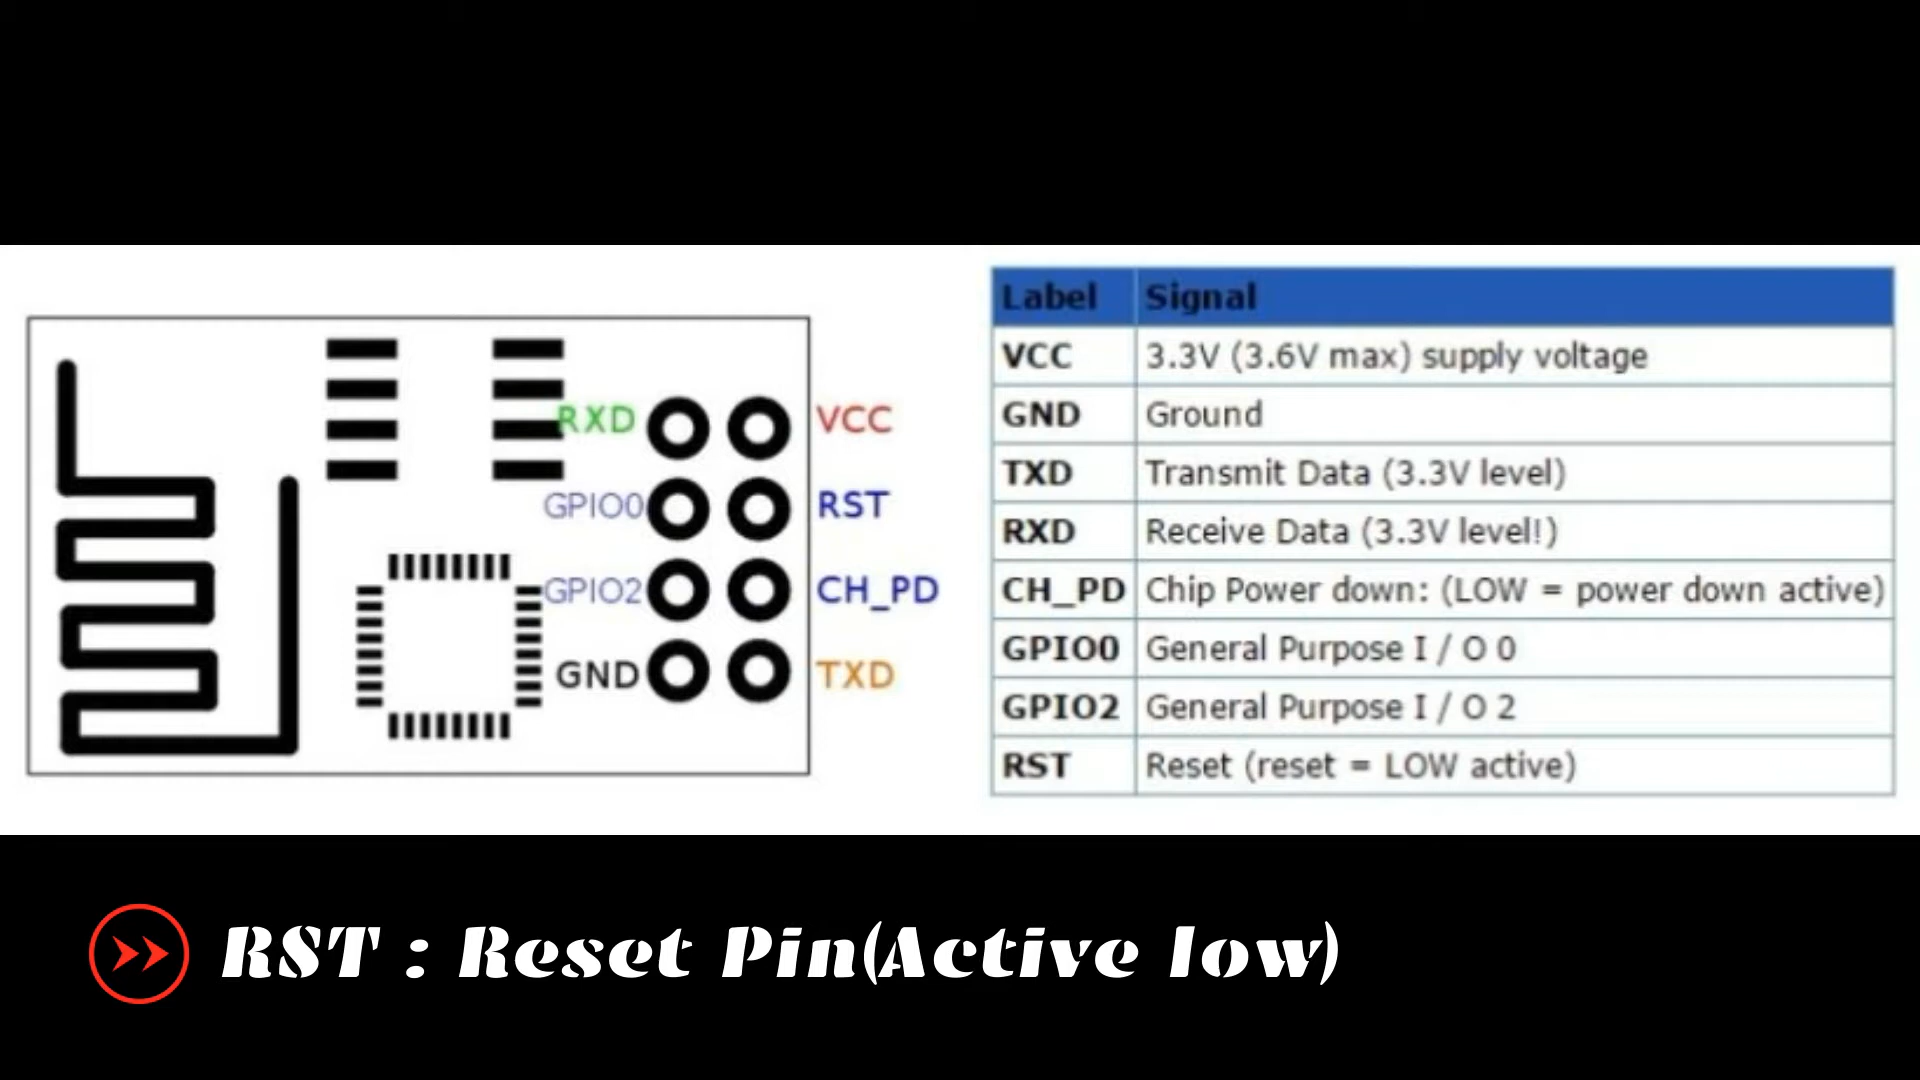 RXD VCC
GPIO0 RST
GPIO2 CH_PD
GND TXD
Label Signal
VCC 3.3V (3.6V max) supply voltage
GND Ground
TXD Transmit Data (3.3V level)
RXD Receive Data (3.3V level!)
CH_PD Chip Power down: (LOW = power down active)
GPIO0 General Purpose I / O 0
GPIO2 General Purpose I / O 2
RST Reset (reset = LOW active)
RST : Reset Pin(Active low)